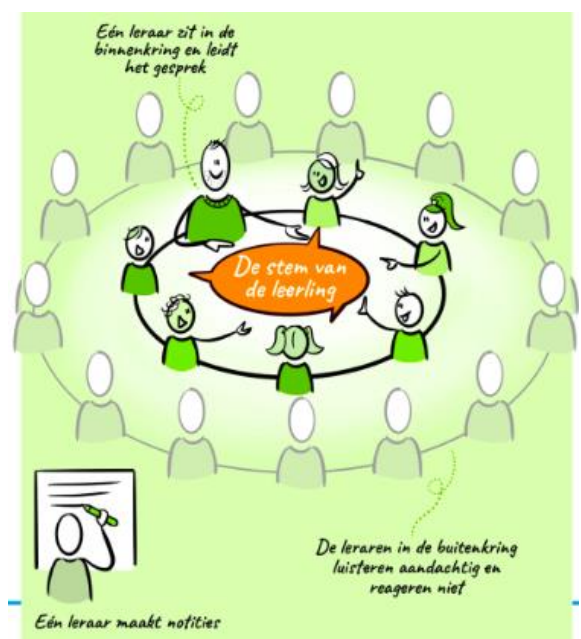 Eén leraar zit in de
binnenkring en leidt
het gesprek
De stem van
de leerling
De leraren in de buitenkring
luisteren aandachtig en
reageren niet
Eén leraar maakt notities